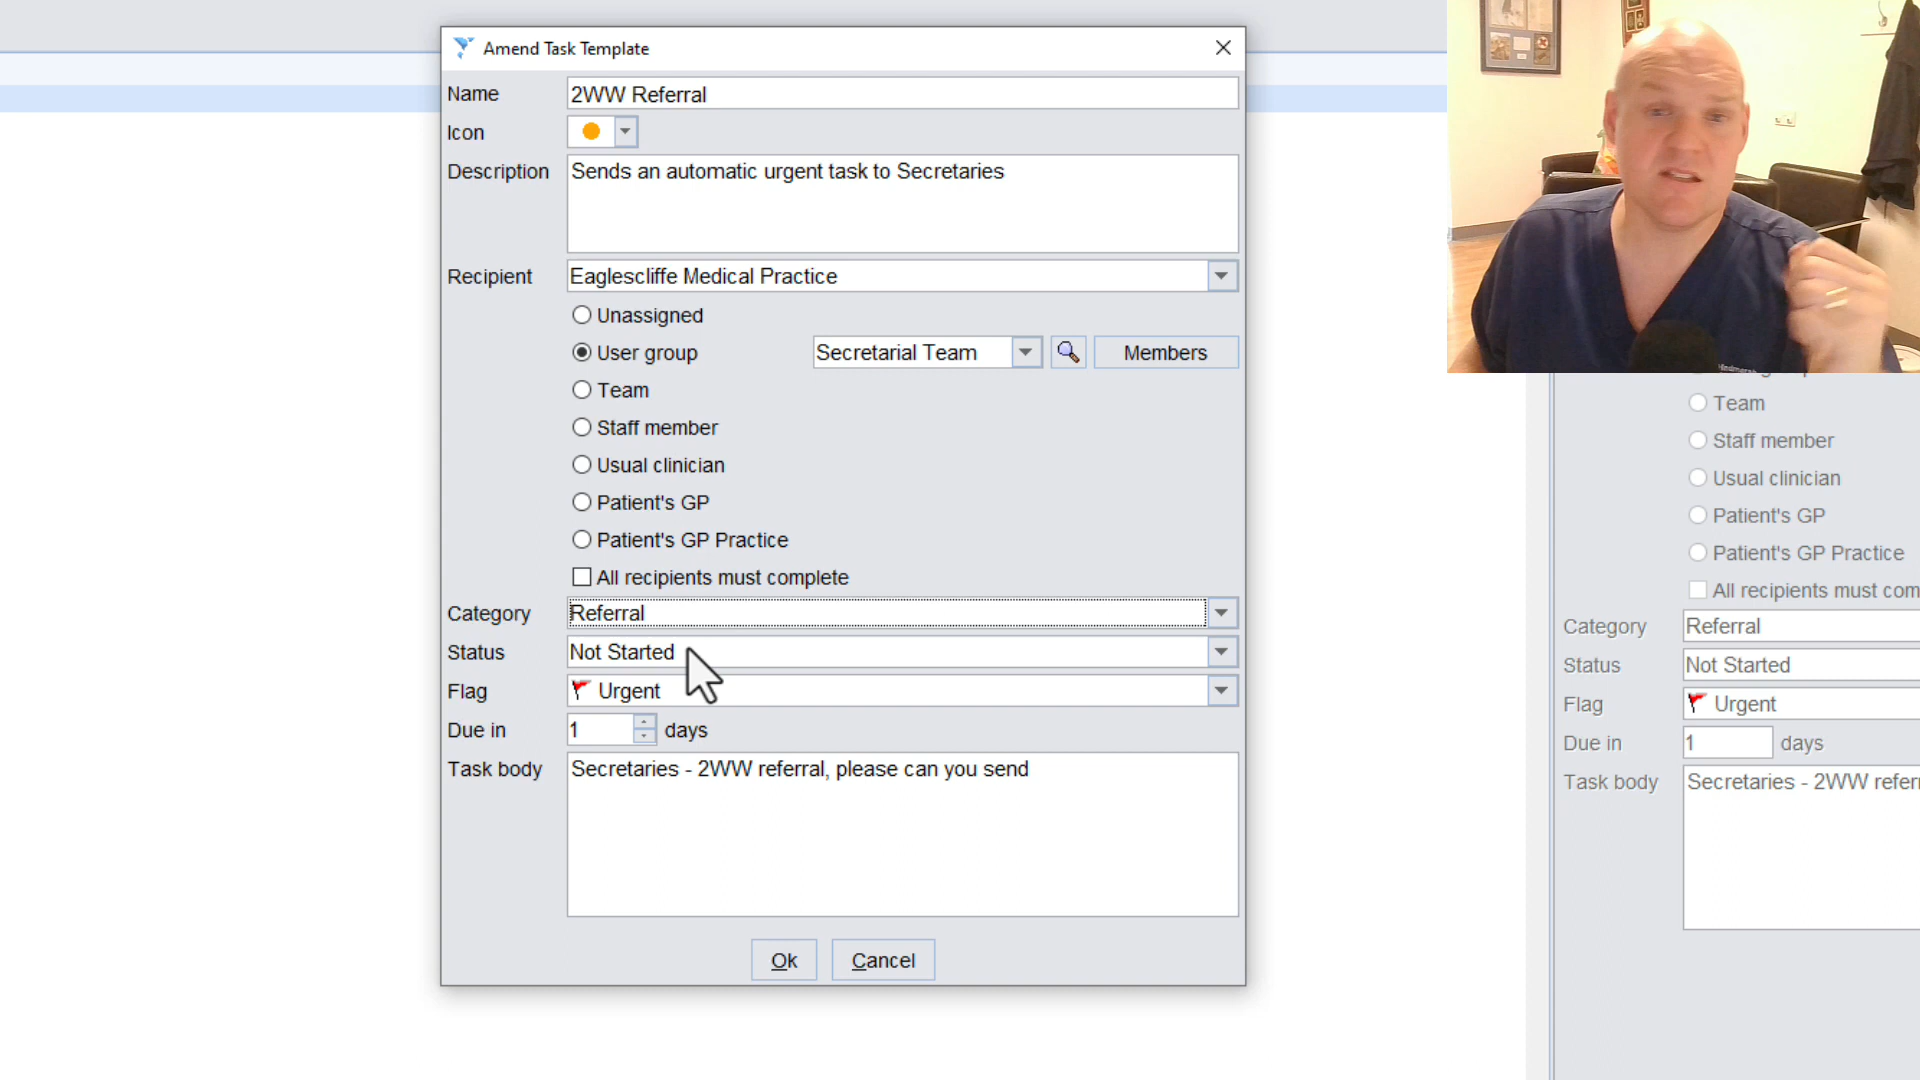 Amend Task Template
Name 2WW Referral
Icon
Description Sends an automatic urgent task to Secretaries
Recipient Eaglescliffe Medical Practice
Unassigned
User group Secretarial Team Members
Team
Staff member
Usual clinician
Patient's GP
Patient's GP Practice
All recipients must complete
Category Referral
Status Not Started
Flag Urgent
Due in 1 days
Task body Secretaries - 2WW referral, please can you send
Ok Cancel
Team
Staff member
Usual clinician
Patient's GP
Patient's GP Practice
All recipients must com
Category Referral
Status Not Started
Flag Urgent
Due in 1 days
Task body Secretaries - 2WW referr